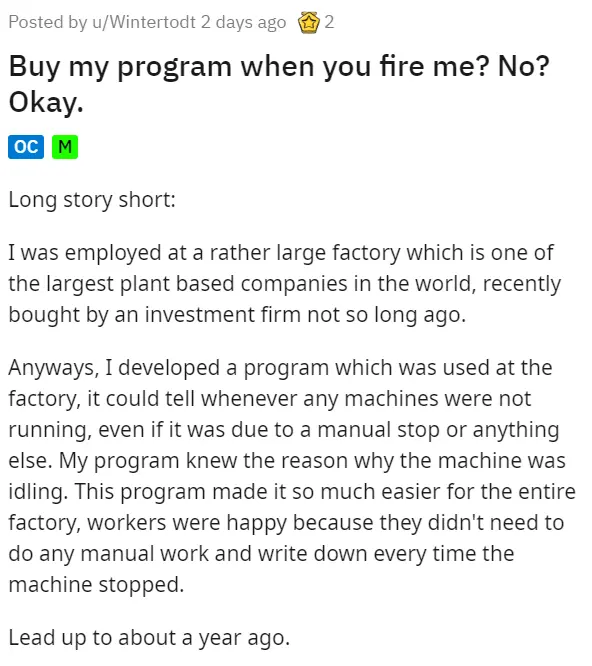 Posted by u/Wintertodt 2 days ago 2
Buy my program when you fire me? No?
Okay.
OC M
Long story short:
I was employed at a rather large factory which is one of
the largest plant based companies in the world, recently
bought by an investment firm not so long ago.
Anyways, I developed a program which was used at the
factory, it could tell whenever any machines were not
running, even if it was due to a manual stop or anything
else. My program knew the reason why the machine was
idling. This program made it so much easier for the entire
factory, workers were happy because they didn't need to
do any manual work and write down every time the
machine stopped.
Lead up to about a year ago.